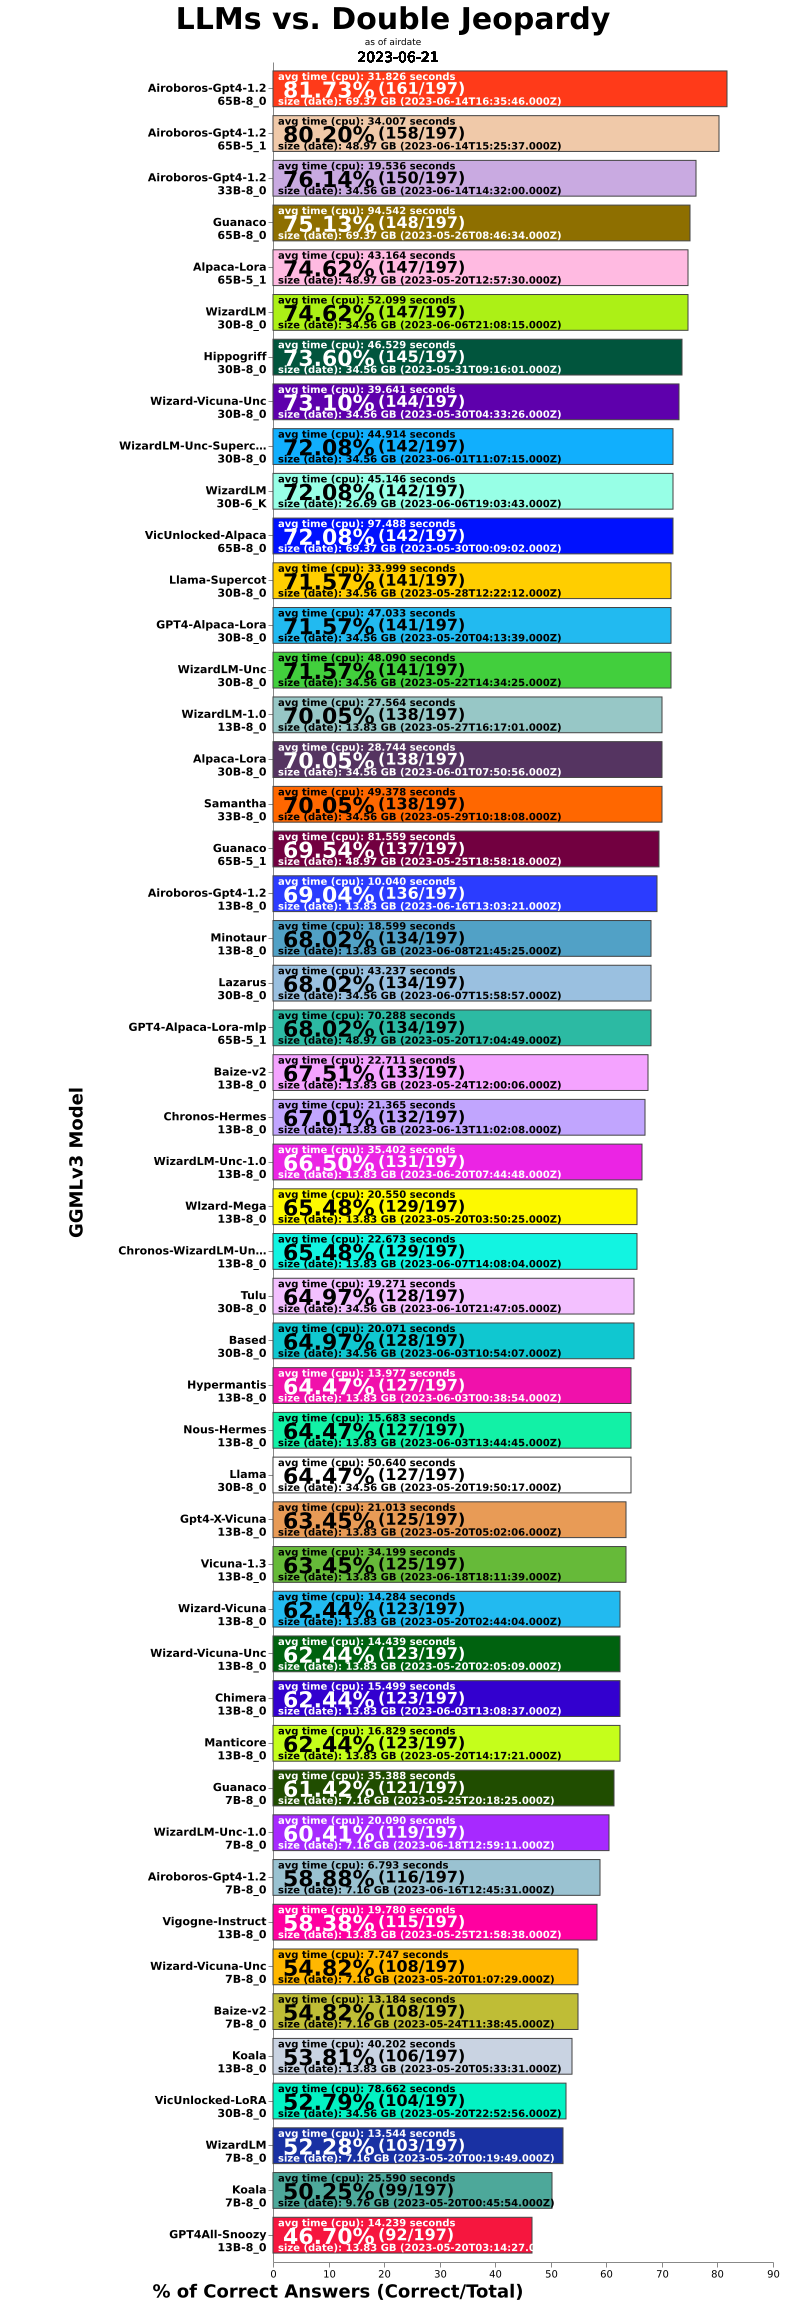 LLMs vs. Double Jeopardy
as of airdate
2023-06-21
avg time (cpu): 31.826 seconds
Airoboros-Gpt4-1.2
81.73% (161/197)
65B-8_0
size (date): 69.37 GB (2023-06-14T16:35:46.000Z)
avg time (cpu): 34.007 seconds
Airoboros-Gpt4-1.2
80.20% (158/197)
65B-5_1
size (date): 48.97 GB (2023-06-14T15:25:37.000Z)
avg time (cpu): 19.536 seconds
Airoboros-Gpt4-1.2
76.14% (150/197)
33B-8_0
size (date): 34.56 GB (2023-06-14T14:32:00.000Z)
avg time (cpu): 94.542 seconds
Guanaco
75.13% (148/197)
65B-8_0
size (date): 69.37 GB (2023-05-26T08:46:34.000Z)
avg time (cpu): 43.164 seconds
Alpaca-Lora
74.62% (147/197)
65B-5_1
size (date): 48.97 GB (2023-05-20T12:57:30.000Z)
avg time (cpu): 52.099 seconds
WizardLM
74.62% (147/197)
30B-8_0
size (date): 34.56 GB (2023-06-06T21:08:15.000Z)
avg time (cpu): 46.529 seconds
Hippogriff
73.60% (145/197)
30B-8_0
size (date): 34.56 GB (2023-05-31T09:16:01.000Z)
avg time (cpu): 39.641 seconds
Wizard-Vicuna-Unc
73.10% (144/197)
30B-8_0
size (date): 34.56 GB (2023-05-30T04:33:26.000Z)
avg time (cpu): 44.914 seconds
WizardLM-Unc-Superc...
72.08% (142/197)
30B-8_0
size (date): 34.56 GB (2023-06-01T11:07:15.000Z)
avg time (cpu): 45.146 seconds
WizardLM
72.08% (142/197)
30B-6_K
size (date): 26.69 GB (2023-06-06T19:03:43.000Z)
avg time (cpu): 97.488 seconds
VicUnlocked-Alpaca
72.08% (142/197)
65B-8_0
size (date): 69.37 GB (2023-05-30T00:09:02.000Z)
avg time (cpu): 33.999 seconds
Llama-Supercot
71.57% (141/197)
30B-8_0
size (date): 34.56 GB (2023-05-28T12:22:12.000Z)
avg time (cpu): 47.033 seconds
GPT4-Alpaca-Lora
71.57% (141/197)
30B-8_0
size (date): 34.56 GB (2023-05-20T04:13:39.000Z)
avg time (cpu): 48.090 seconds
WizardLM-Unc
71.57% (141/197)
30B-8_0
size (date): 34.56 GB (2023-05-22T14:34:25.000Z)
avg time (cpu): 27.564 seconds
WizardLM-1.0
70.05% (138/197)
13B-8_0
size (date): 13.83 GB (2023-05-27T16:17:01.000Z)
avg time (cpu): 28.744 seconds
Alpaca-Lora
70.05% (138/197)
30B-8_0
size (date): 34.56 GB (2023-06-01T07:50:56.000Z)
avg time (cpu): 49.378 seconds
Samantha
70.05% (138/197)
33B-8_0
size (date): 34.56 GB (2023-05-29T10:18:08.000Z)
avg time (cpu): 81.559 seconds
Guanaco
69.54% (137/197)
65B-5_1
size (date): 48.97 GB (2023-05-25T18:58:18.000Z)
avg time (cpu): 10.040 seconds
Airoboros-Gpt4-1.2
69.04% (136/197)
13B-8_0
size (date): 13.83 GB (2023-06-16T13:03:21.000Z)
avg time (cpu): 18.599 seconds
Minotaur
68.02% (134/197)
13B-8_0
size (date): 13.83 GB (2023-06-08T21:45:25.000Z)
avg time (cpu): 43.237 seconds
Lazarus
68.02% (134/197)
30B-8_0
size (date): 34.56 GB (2023-06-07T15:58:57.000Z)
avg time (cpu): 70.288 seconds
GPT4-Alpaca-Lora-mlp
68.02% (134/197)
65B-5_1
size (date): 48.97 GB (2023-05-20T17:04:49.000Z)
avg time (cpu): 22.711 seconds
Baize-v2
67.51% (133/197)
13B-8_0
size (date): 13.83 GB (2023-05-24T12:00:06.000Z)
avg time (cpu): 21.365 seconds
Chronos-Hermes
67.01% (132/197)
13B-8_0
size (date): 13.83 GB (2023-06-13T11:02:08.000Z)
avg time (cpu): 35.402 seconds
WizardLM-Unc-1.0
66.50% (131/197)
13B-8_0
size (date): 13.83 GB (2023-06-20T07:44:48.000Z)
GGMLv3 Model
avg time (cpu): 20.550 seconds
WIzard-Mega
65.48% (129/197)
13B-8_0
size (date): 13.83 GB (2023-05-20T03:50:25.000Z)
avg time (cpu): 22.673 seconds
Chronos-WizardLM-Un...
65.48% (129/197)
13B-8_0
size (date): 13.83 GB (2023-06-07T14:08:04.000Z)
avg time (cpu): 19.271 seconds
Tulu
64.97% (128/197)
30B-8_0
size (date): 34.56 GB (2023-06-10T21:47:05.000Z)
avg time (cpu): 20.071 seconds
Based
64.97% (128/197)
30B-8_0
size (date): 34.56 GB (2023-06-03T10:54:07.000Z)
avg time (cpu): 13.977 seconds
Hypermantis
64.47% (127/197)
13B-8_0
size (date): 13.83 GB (2023-06-03T00:38:54.000Z)
avg time (cpu): 15.683 seconds
Nous-Hermes
64.47% (127/197)
13B-8_0
size (date): 13.83 GB (2023-06-03T13:44:45.000Z)
avg time (cpu): 50.640 seconds
Llama
64.47% (127/197)
30B-8_0
size (date): 34.56 GB (2023-05-20T19:50:17.000Z)
avg time (cpu): 21.013 seconds
Gpt4-X-Vicuna
63.45% (125/197)
13B-8_0
size (date): 13.83 GB (2023-05-20T05:02:06.000Z)
avg time (cpu): 34.199 seconds
Vicuna-1.3
63.45% (125/197)
13B-8_0
size (date): 13.83 GB (2023-06-18T18:11:39.000Z)
avg time (cpu): 14.284 seconds
Wizard-Vicuna
62.44% (123/197)
13B-8_0
size (date): 13.83 GB (2023-05-20T02:44:04.000Z)
avg time (cpu): 14.439 seconds
Wizard-Vicuna-Unc
62.44% (123/197)
13B-8_0
size (date): 13.83 GB (2023-05-20T02:05:09.000Z)
avg time (cpu): 15.499 seconds
Chimera
62.44% (123/197)
13B-8_0
size (date): 13.83 GB (2023-06-03T13:08:37.000Z)
avg time (cpu): 16.829 seconds
Manticore
62.44% (123/197)
13B-8_0
size (date): 13.83 GB (2023-05-20T14:17:21.000Z)
avg time (cpu): 35.388 seconds
Guanaco
61.42% (121/197)
7B-8_0
size (date): 7.16 GB (2023-05-25T20:18:25.000Z)
avg time (cpu): 20.090 seconds
WizardLM-Unc-1.0
60.41% (119/197)
7B-8_0
size (date): 7.16 GB (2023-06-18T12:59:11.000Z)
avg time (cpu): 6.793 seconds
Airoboros-Gpt4-1.2
58.88% (116/197)
7B-8_0
size (date): 7.16 GB (2023-06-16T12:45:31.000Z)
avg time (cpu): 19.780 seconds
Vigogne-Instruct
58.38% (115/197)
13B-8_0
size (date): 13.83 GB (2023-05-25T21:58:38.000Z)
avg time (cpu): 7.747 seconds
Wizard-Vicuna-Unc
54.82% (108/197)
7B-8_0
size (date): 7.16 GB (2023-05-20T01:07:29.000Z)
avg time (cpu): 13.184 seconds
Baize-v2
54.82% (108/197)
7B-8_0
size (date): 7.16 GB (2023-05-24T11:38:45.000Z)
avg time (cpu): 40.202 seconds
Koala
53.81% (106/197)
13B-8_0
size (date): 13.83 GB (2023-05-20T05:33:31.000Z)
avg time (cpu): 78.662 seconds
VicUnlocked-LoRA
52.79% (104/197)
30B-8_0
size (date): 34.56 GB (2023-05-20T22:52:56.000Z)
avg time (cpu): 13.544 seconds
WizardLM
52.28% (103/197)
7B-8_0
size (date): 7.16 GB (2023-05-20T00:19:49.000Z)
avg time (cpu): 25.590 seconds
Koala
50.25% (99/197)
7B-8_0
size (date): 9.76 GB (2023-05-20T00:45:54.000Z)
avg time (cpu): 14.239 seconds
GPT4All-Snoozy
46.70% (92/197)
13B-8_0
size (date): 13.83 GB (2023-05-20T03:14:27.0
0 10 20 30 40 50 60 70 80 90
% of Correct Answers (Correct/Total)